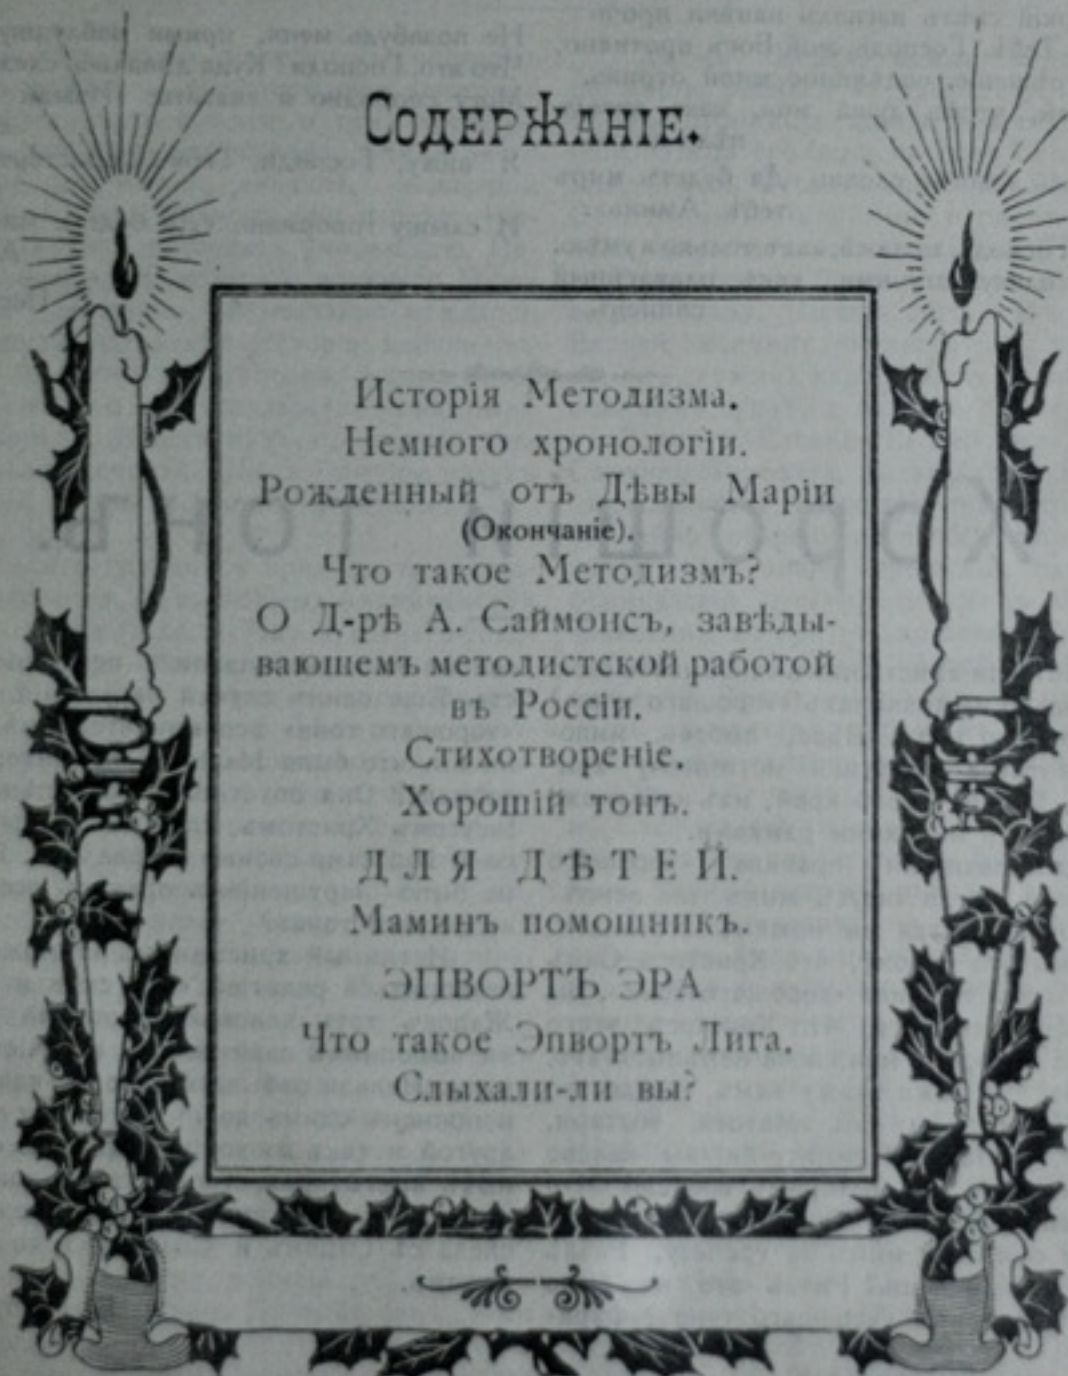 Содержаніе.
Исторія Методизма.
Немного хронологіи.
Рожденный отъ Дѣвы Маріи
(Окончаніе).
Что такое Методизмъ?
О Д-рѣ А. Саймонсъ, завѣды-
вающемъ методистской работой
въ Россіи.
Стихотвореніе.
Хорошій тонъ.
ДЛЯ ДѢТЕЙ.
Маминъ помощникъ.
ЭПВОРТЪ ЭРА
Что такое Эпвортъ Лига.
Слыхали-ли вы?